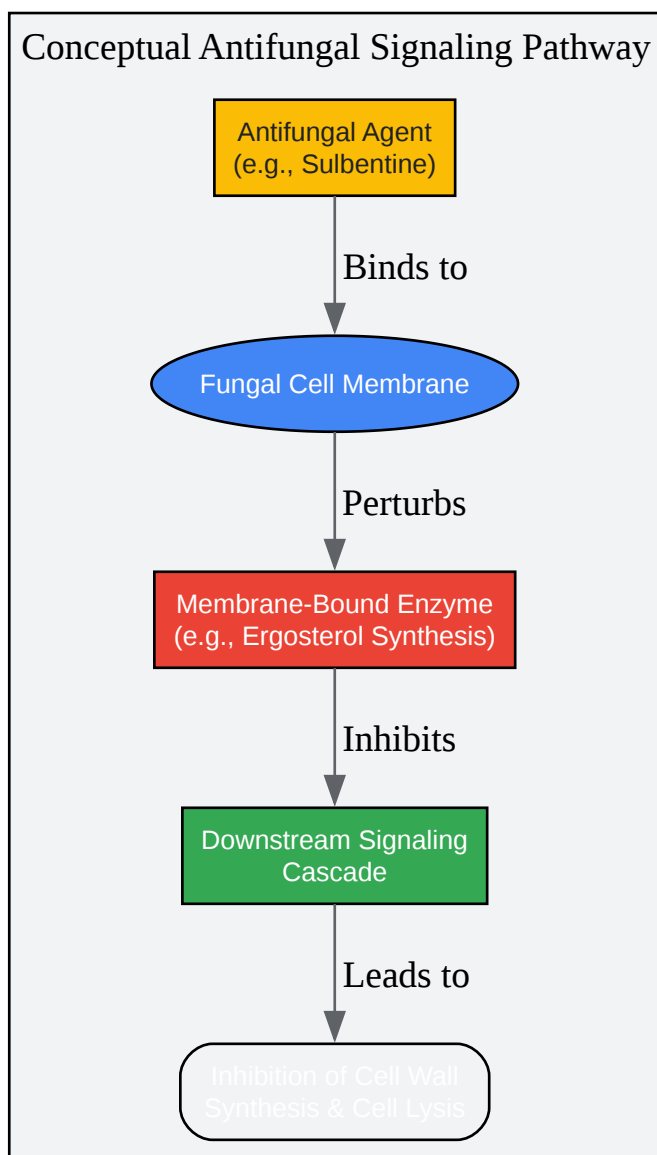 Conceptual Antifungal Signaling Pathway
Antifungal Agent
(e.g., Sulbentine)
Binds to
Fungal Cell Membrane
Perturbs
Membrane-Bound Enzyme
(e.g., Ergosterol Synthesis)
Inhibits
Downstream Signaling
Cascade
Leads to
Inhibition of Cell Wall
Synthesis & Cell Lysis